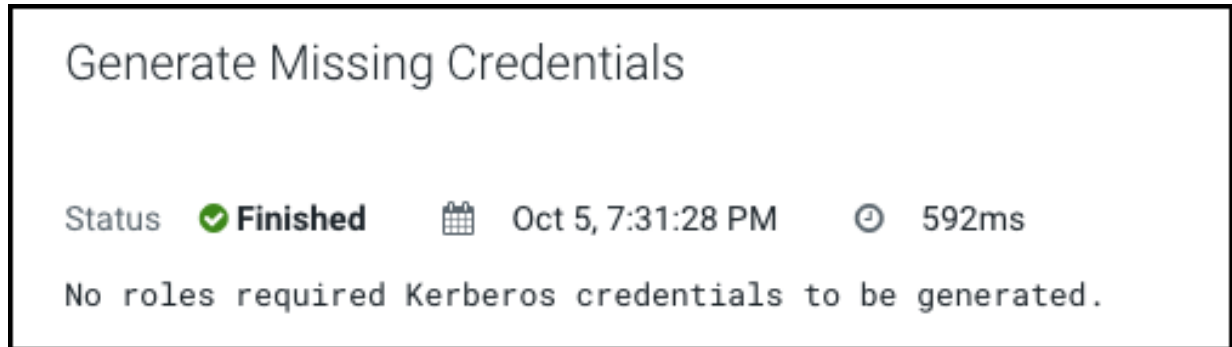 Generate Missing Credentials
Status Finished Oct 5, 7:31:28 PM 592ms
No roles required Kerberos credentials to be generated.